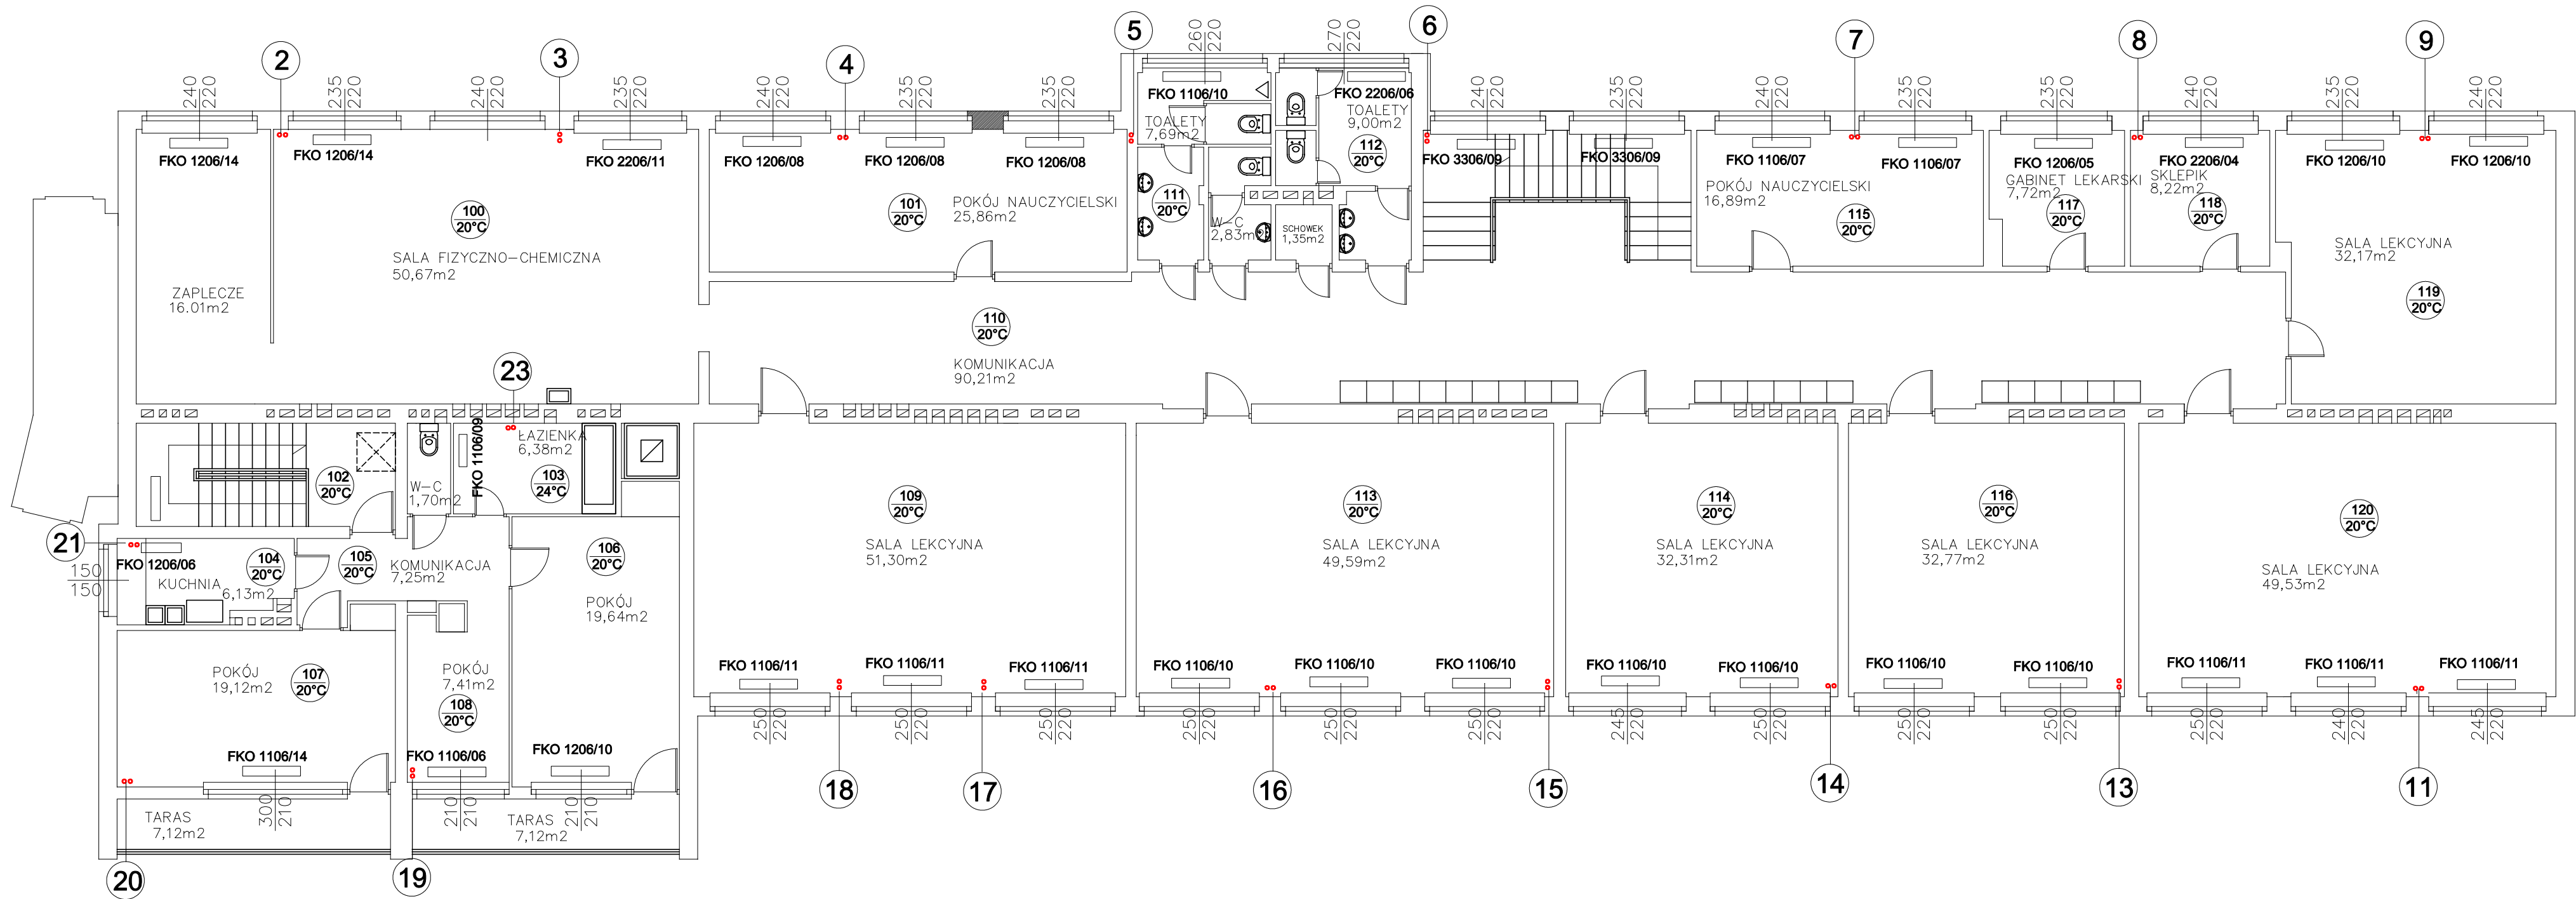 2
3
4
5
6
7
8
9
240
220
235
220
240
220
235
220
240
220
235
220
235
220
260
220
270
220
240
220
235
220
240
220
235
220
235
220
240
220
235
220
240
220
FKO 1206/14
FKO 1206/14
FKO 2206/11
FKO 1206/08
FKO 1206/08
FKO 1206/08
FKO 1106/10
FKO 2206/06
FKO 3306/09
FKO 3306/09
FKO 1106/07
FKO 1106/07
FKO 1206/05
FKO 2206/04
FKO 1206/10
FKO 1206/10
ZAPLECZE
16.01m2
100
20°C
SALA FIZYCZNO-CHEMICZNA
50,67m2
101
20°C
POKÓJ NAUCZYCIELSKI
25,86m2
TOALETY
7,69m2
111
20°C
W-C
2,83m
SCHOWEK
1,35m2
TOALETY
9,00m2
112
20°C
POKÓJ NAUCZYCIELSKI
16,89m2
115
20°C
GABINET LEKARSKI
7,72m2
117
20°C
SKLEPIK
8,22m2
118
20°C
SALA LEKCYJNA
32,17m2
119
20°C
110
20°C
KOMUNIKACJA
90,21m2
23
102
20°C
W-C
1,70m2
FKO 1106/09
ŁAZIENKA
6,38m2
103
24°C
21
150
150
FKO 1206/06
KUCHNIA
6,13m2
104
20°C
105
20°C
KOMUNIKACJA
7,25m2
106
20°C
POKÓJ
19,64m2
POKÓJ
19,12m2
107
20°C
POKÓJ
7,41m2
108
20°C
109
20°C
SALA LEKCYJNA
51,30m2
113
20°C
SALA LEKCYJNA
49,59m2
114
20°C
SALA LEKCYJNA
32,31m2
116
20°C
SALA LEKCYJNA
32,77m2
120
20°C
SALA LEKCYJNA
49,53m2
FKO 1106/14
FKO 1106/06
FKO 1206/10
FKO 1106/11
FKO 1106/11
FKO 1106/11
FKO 1106/10
FKO 1106/10
FKO 1106/10
FKO 1106/10
FKO 1106/10
FKO 1106/10
FKO 1106/10
FKO 1106/11
FKO 1106/11
FKO 1106/11
250
220
250
220
250
220
250
220
250
220
250
220
245
220
250
220
250
220
250
220
250
220
240
220
245
220
300
210
210
210
210
210
TARAS
7,12m2
TARAS
7,12m2
20
19
18
17
16
15
14
13
11